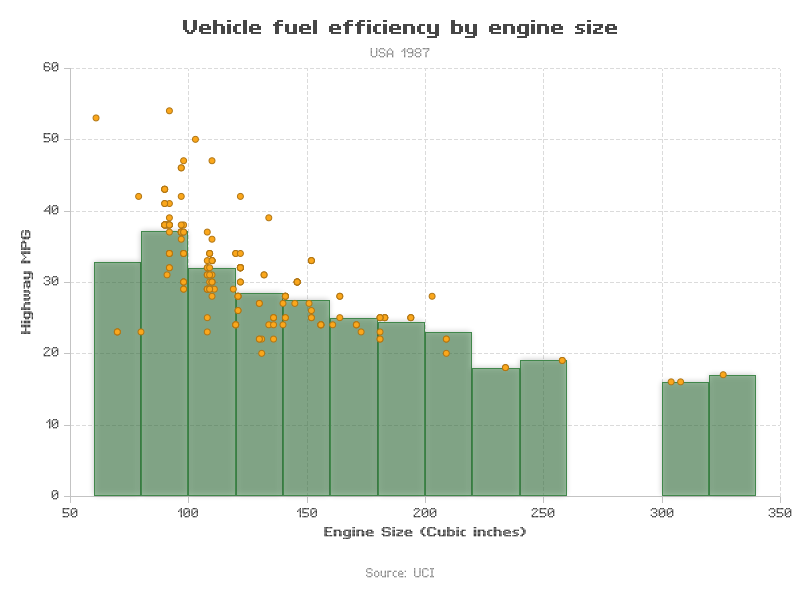 Vehicle fuel efficiency by engine size
USA 1987
Highway MPG
60
50
40
30
20
10
0
50 100 150 200 250 300 350
Engine Size (Cubic inches)
Source: UCI